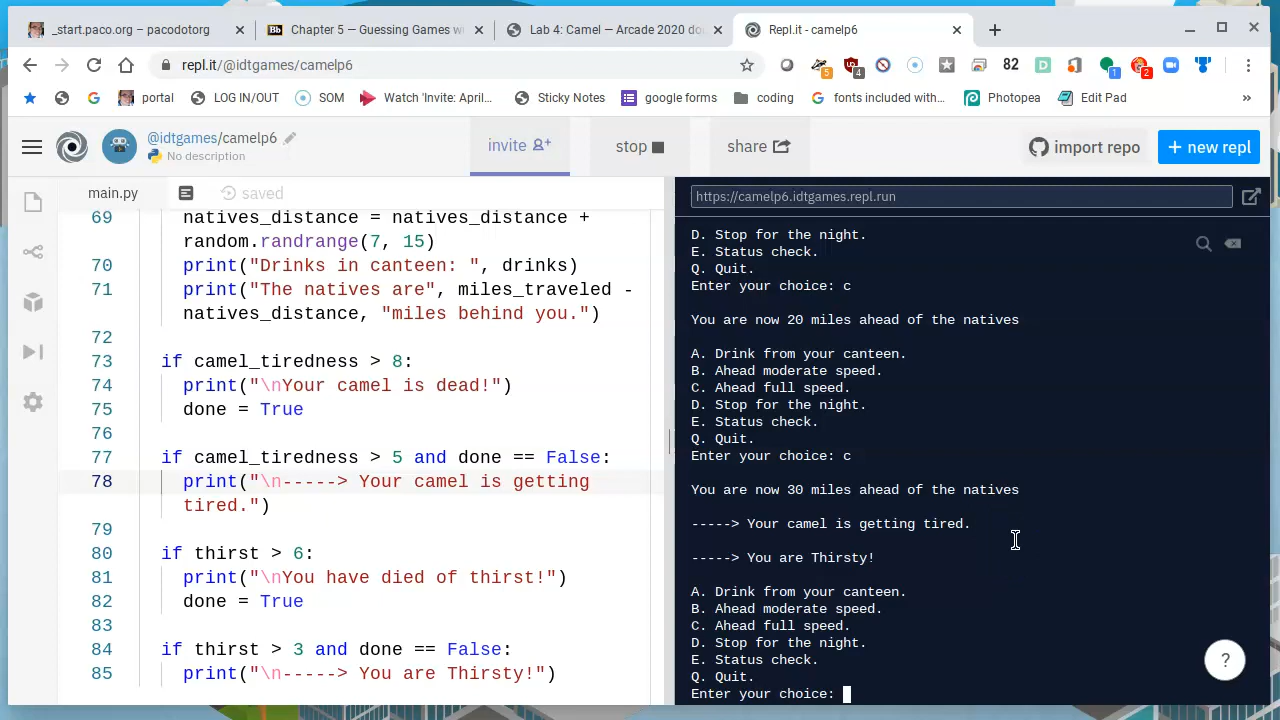 _start.paco.org – pacodotorg
Bb Chapter 5 — Guessing Games w
Lab 4: Camel — Arcade 2020 do
Repl.it - camelp6
repl.it/@idtgames/camelp6
5
4
82
D
1
2
portal
LOG IN/OUT
SOM
Watch 'Invite: April...
Sticky Notes
google forms
coding
fonts included with...
Photopea
Edit Pad
»
@idtgames/camelp6
No description
invite
stop
share
import repo
+ new repl
main.py
saved
https://camelp6.idtgames.repl.run
69 natives_distance = natives_distance +
random.randrange(7, 15)
70 print("Drinks in canteen: ", drinks)
71 print("The natives are", miles_traveled -
natives_distance, "miles behind you.")
72
73 if camel_tiredness > 8:
74 print("\nYour camel is dead!")
75 done = True
76
77 if camel_tiredness > 5 and done == False:
78 print("\n-----> Your camel is getting
tired.")
79
80 if thirst > 6:
81 print("\nYou have died of thirst!")
82 done = True
83
84 if thirst > 3 and done == False:
85 print("\n-----> You are Thirsty!")
D. Stop for the night.
E. Status check.
Q. Quit.
Enter your choice: c
You are now 20 miles ahead of the natives
A. Drink from your canteen.
B. Ahead moderate speed.
C. Ahead full speed.
D. Stop for the night.
E. Status check.
Q. Quit.
Enter your choice: c
You are now 30 miles ahead of the natives
-----> Your camel is getting tired.
-----> You are Thirsty!
A. Drink from your canteen.
B. Ahead moderate speed.
C. Ahead full speed.
D. Stop for the night.
E. Status check.
Q. Quit.
Enter your choice:
?